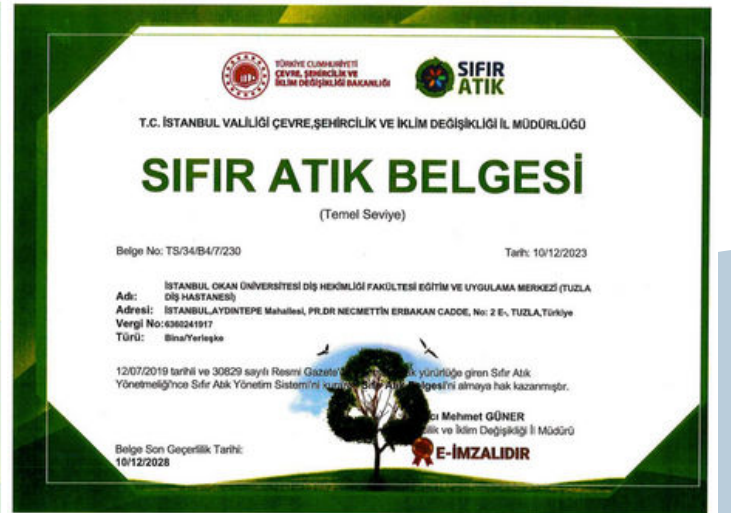 TÜRKİYE CUMHURİYETİ
ÇEVRE, ŞEHİRCİLİK VE
İKLİM DEĞİŞİKLİĞİ BAKANLIĞI
SIFIR
ATIK
T.C. İSTANBUL VALİLİĞİ ÇEVRE,ŞEHİRCİLİK VE İKLİM DEĞİŞİKLİĞİ İL MÜDÜRLÜĞÜ
SIFIR ATIK BELGESİ
(Temel Seviye)
Belge No: TS/34/B4/7/230 Tarih: 10/12/2023
Adı: İSTANBUL OKAN ÜNİVERSİTESİ DİŞ HEKİMLİĞİ FAKÜLTESİ EĞİTİM VE UYGULAMA MERKEZİ (TUZLA
DİŞ HASTANESİ)
Adresi: İSTANBUL,AYDINTEPE Mahallesi, PR.DR NECMETTİN ERBAKAN CADDE, No: 2 E-, TUZLA,Türkiye
Vergi No:6360241917
Türü: Bina/Yerleşke
12/07/2019 tarihli ve 30829 sayılı Resmi Gazete' yürürlüğe giren Sıfır Atık
Yönetmeliği'nce Sıfır Atık Yönetim Sistemi'ni Sıfır Belgesi'ni almaya hak kazanmıştır.
Mehmet GÜNER
ve İklim Değişikliği İl Müdürü
E-İMZALIDIR
Belge Son Geçerlilik Tarihi:
10/12/2028